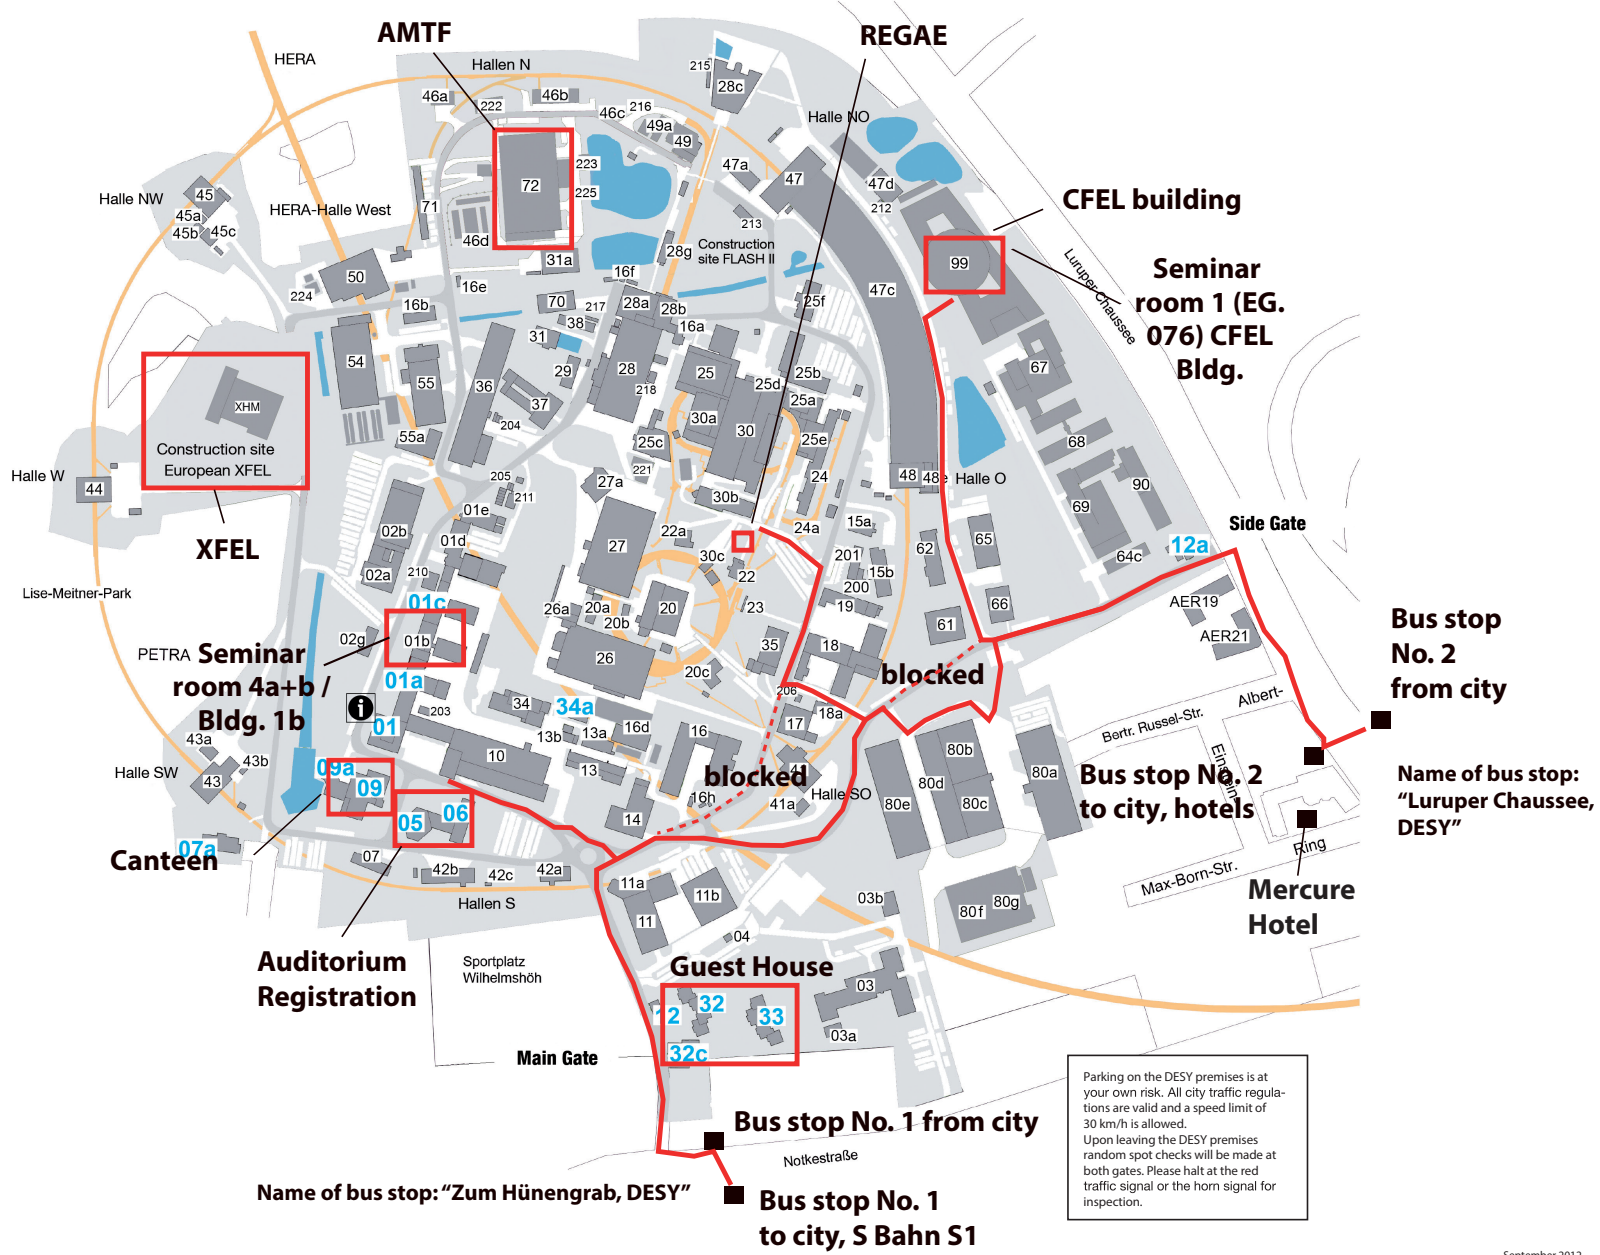 AMTF
REGAE
HERA
Hallen N
215
28c
46a
222
46b
46c
216
49a
49
Halle NO
72
223
225
47a
47
47d
212
CFEL building
Halle NW
45
45a
45b
45c
HERA-Halle West
71
46d
213
Construction
site FLASH II
28g
99
Luruper Chaussee
Seminar
room 1 (EG.
076) CFEL
Bldg.
50
224
16b
16e
31a
16f
70
217
38
28a
28b
16a
25f
47c
31
54
55
36
29
28
218
25
25d
25b
25a
67
XHM
37
204
30a
30
25e
68
55a
25c
221
24
Construction site
European XFEL
Halle W
44
205
211
27a
30b
48
48e
Halle O
90
69
XFEL
02b
01e
01d
27
22a
30c
24a
15a
201
62
65
Side Gate
12a
64c
02a
210
22
200
15b
Lise-Meitner-Park
01c
26a
20a
20b
20
23
19
66
61
AER19
AER21
Bus stop
No. 2
from city
PETRA
02g
01b
Seminar
room 4a+b /
Bldg. 1b
26
35
18
20c
blocked
01a
206
Albert-
01
203
34
34a
17
18a
Bertr. Russel-Str.
43a
43b
43
Halle SW
10
13b
13a
16d
16
13
80b
80a
80d
80e
80c
Einstein-
Bus stop No. 2
to city, hotels
Name of bus stop:
“Luruper Chaussee,
DESY”
09a
09
blocked
41
41a
Halle SO
16h
14
05
06
07a
Canteen
07
42b
42c
42a
Ring
Max-Born-Str.
Mercure
Hotel
Hallen S
11a
11b
11
03b
80f
80g
04
Auditorium
Registration
Sportplatz
Wilhelmshöh
Guest House
12
32
33
32c
03
03a
Main Gate
Parking on the DESY premises is at
your own risk. All city traffic regula-
tions are valid and a speed limit of
30 km/h is allowed.
Upon leaving the DESY premises
random spot checks will be made at
both gates. Please halt at the red
traffic signal or the horn signal for
inspection.
Bus stop No. 1 from city
Notkestraße
Name of bus stop: “Zum Hünengrab, DESY”
Bus stop No. 1
to city, S Bahn S1